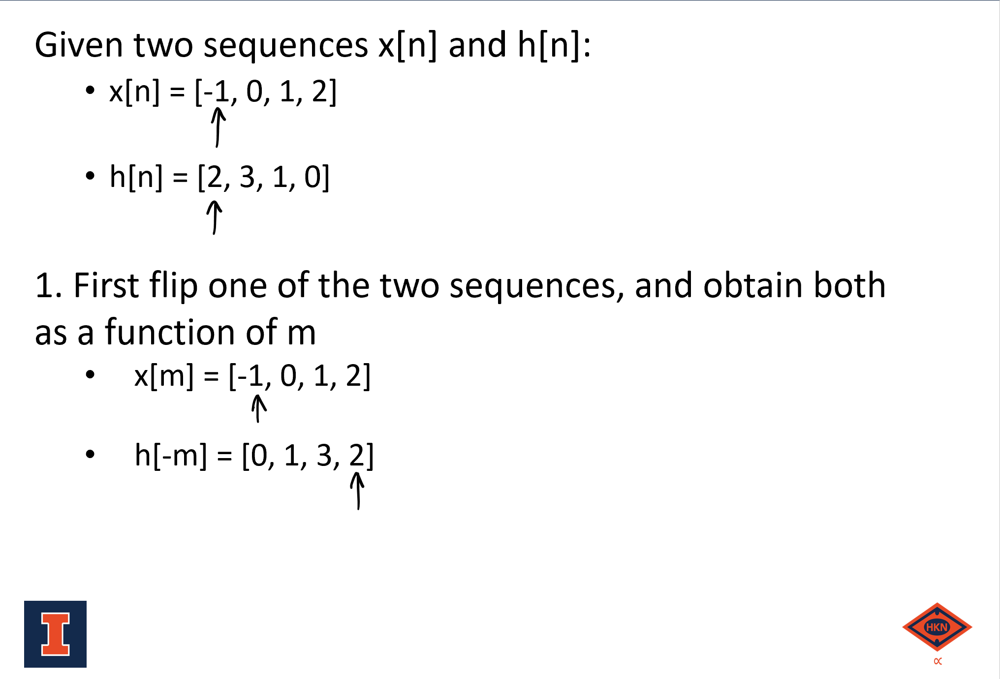 Given two sequences x[n] and h[n]:
• x[n] = [-1, 0, 1, 2]
• h[n] = [2, 3, 1, 0]
1. First flip one of the two sequences, and obtain both
as a function of m
• x[m] = [-1, 0, 1, 2]
• h[-m] = [0, 1, 3, 2]
I
HKN
∝